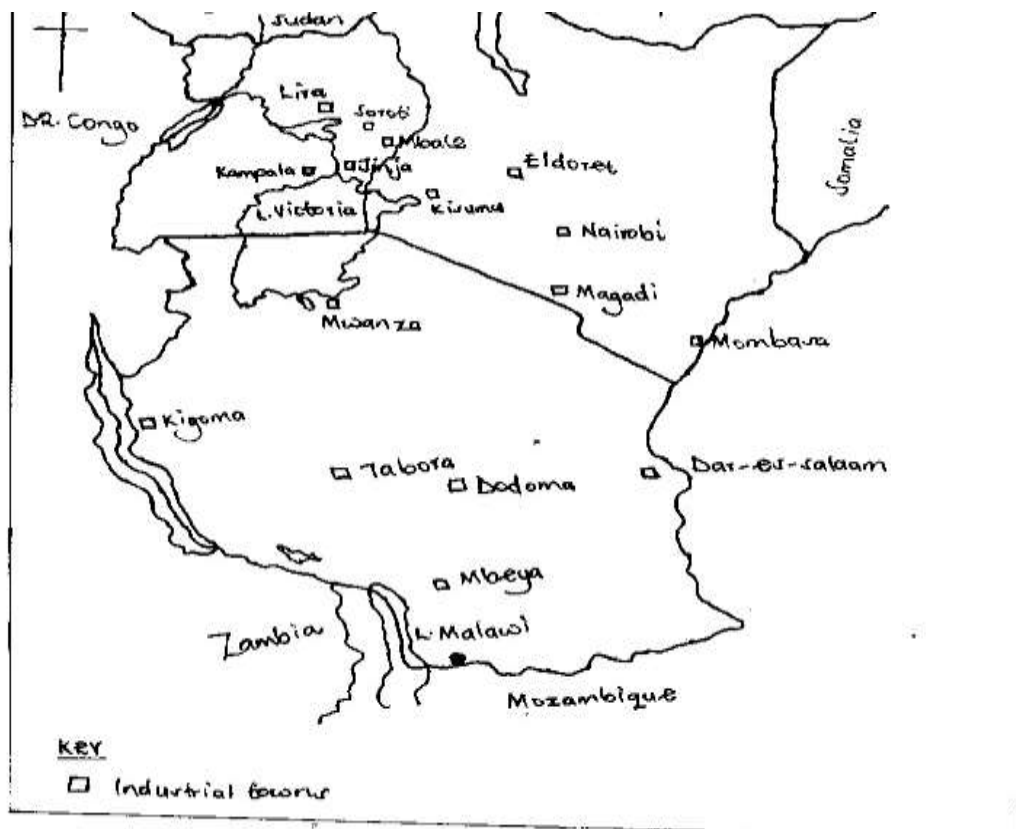 Sudan
Lira
Soroti
DR. Congo
Mbale
Kampala
Jinja
Eldoret
Somalia
L. Victoria
Kisumu
Nairobi
Magadi
Mwanza
Mombasa
Kigoma
Tabora
Dodoma
Dar-es-salaam
Mbeya
Zambia
L. Malawi
Mozambique
KEY
Industrial towns